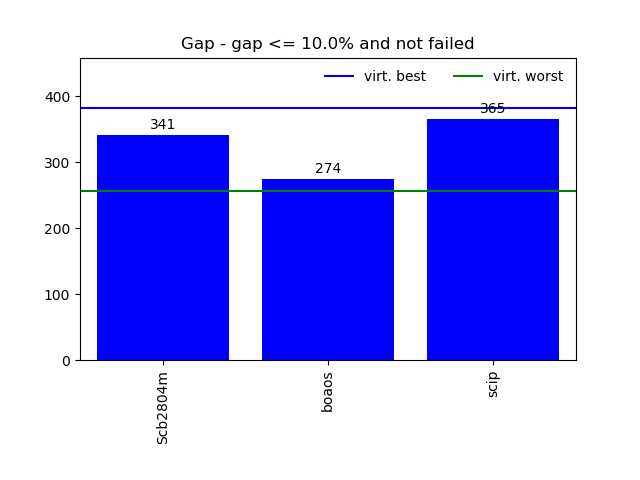 Gap - gap <= 10.0% and not failed
virt. best
virt. worst
400
300
200
100
0
341
274
365
Scb2804m
boaos
scip